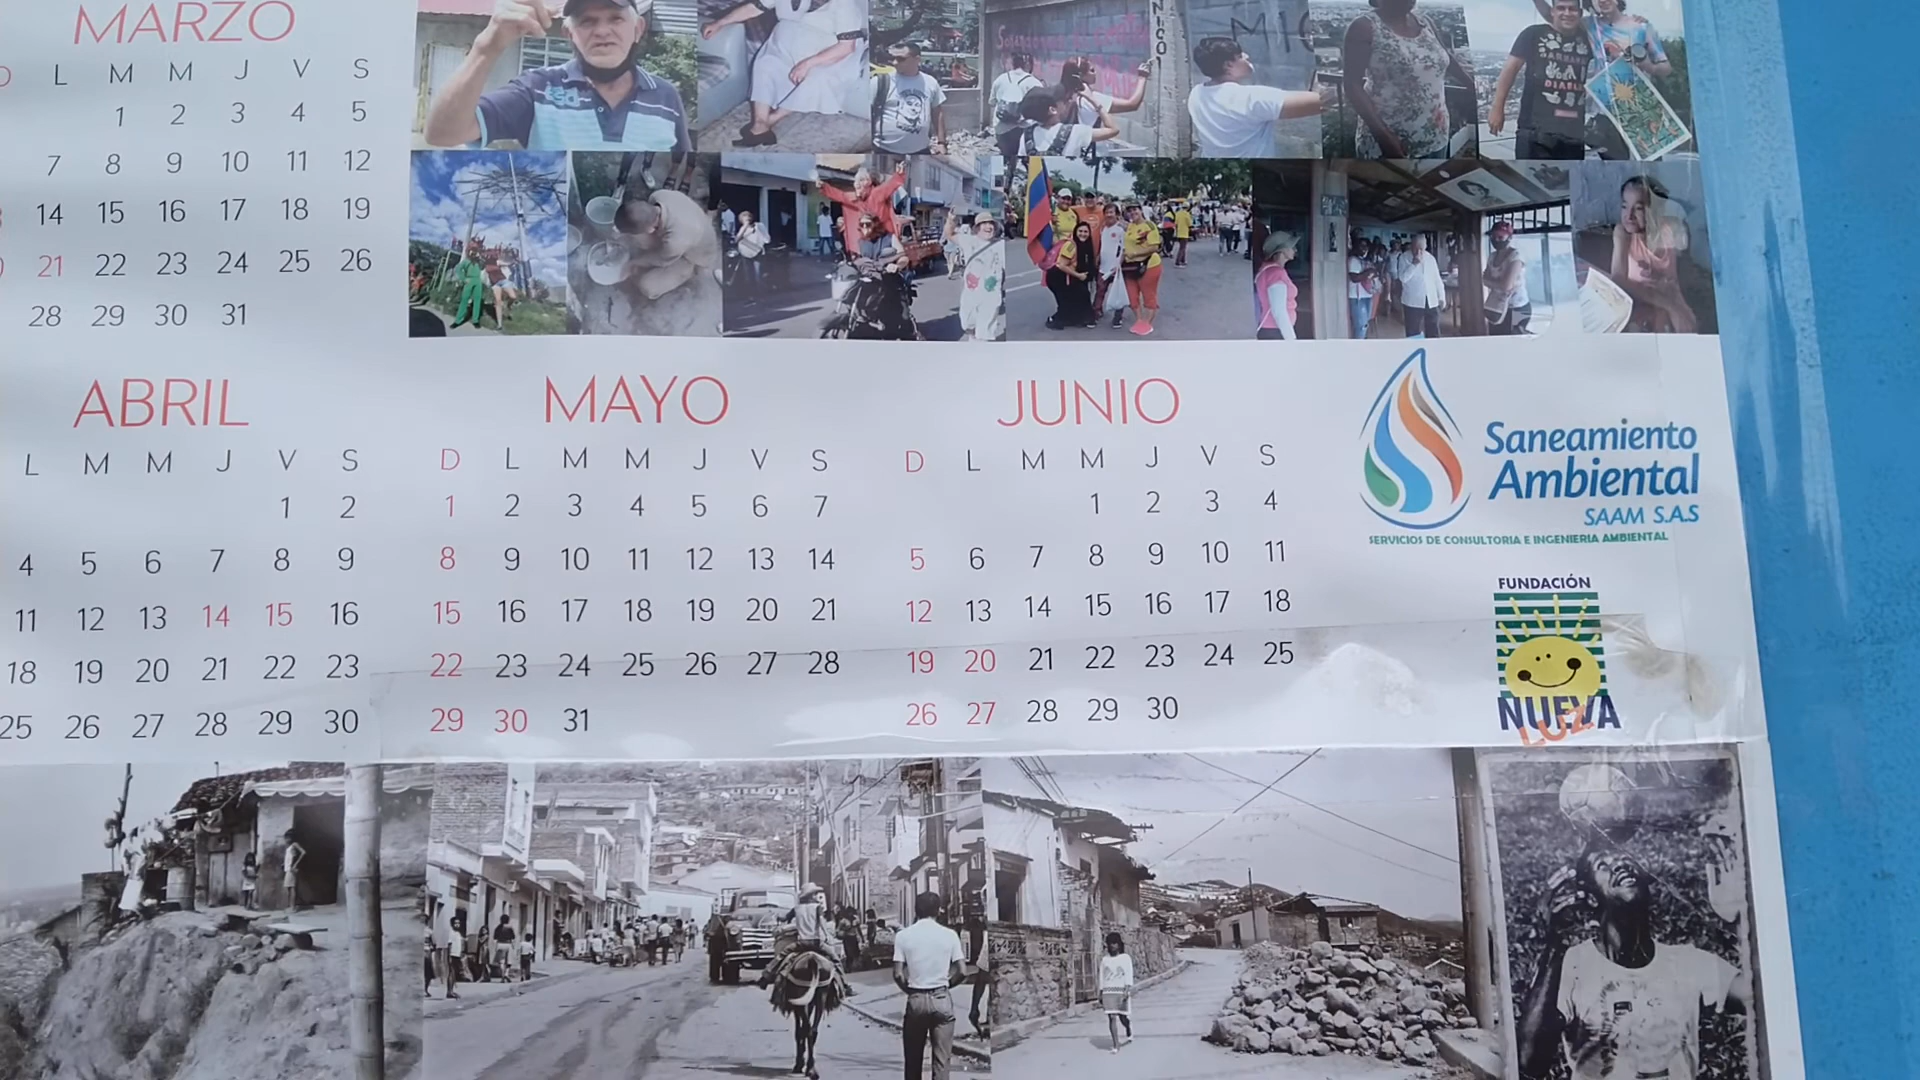 MARZO
L M M J V S
1 2 3 4 5
7 8 9 10 11 12
14 15 16 17 18 19
21 22 23 24 25 26
28 29 30 31
ABRIL
L M M J V S
1 2
4 5 6 7 8 9
11 12 13 14 15 16
18 19 20 21 22 23
25 26 27 28 29 30
MAYO
D L M M J V S
1 2 3 4 5 6 7
8 9 10 11 12 13 14
15 16 17 18 19 20 21
22 23 24 25 26 27 28
29 30 31
JUNIO
D L M M J V S
1 2 3 4
5 6 7 8 9 10 11
12 13 14 15 16 17 18
19 20 21 22 23 24 25
26 27 28 29 30
Saneamiento
Ambiental
SAAM S.A.S
SERVICIOS DE CONSULTORIA E INGENIERIA AMBIENTAL
FUNDACIÓN
NUEVA
LUZ